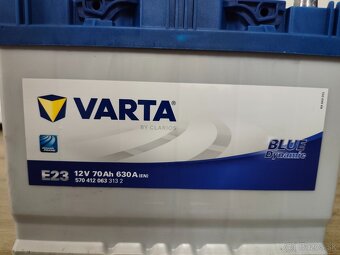 VARTA
BY CLARIOS
BLUE
Dynamic
E23 12V 70Ah 630A (EN)
570 412 063 313 2